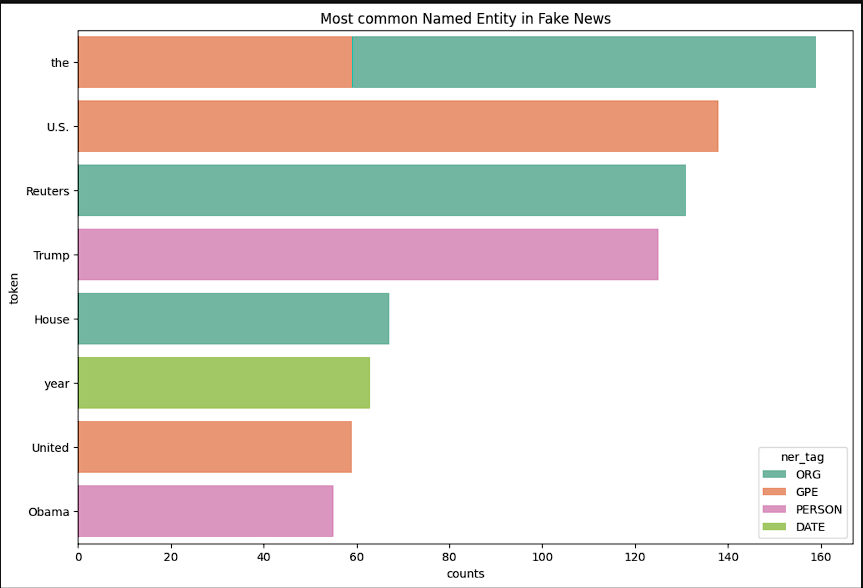 Most common Named Entity in Fake News
the
U.S.
Reuters
Trump
House
year
United
Obama
token
0 20 40 60 80 100 120 140 160
counts
ner_tag
ORG
GPE
PERSON
DATE